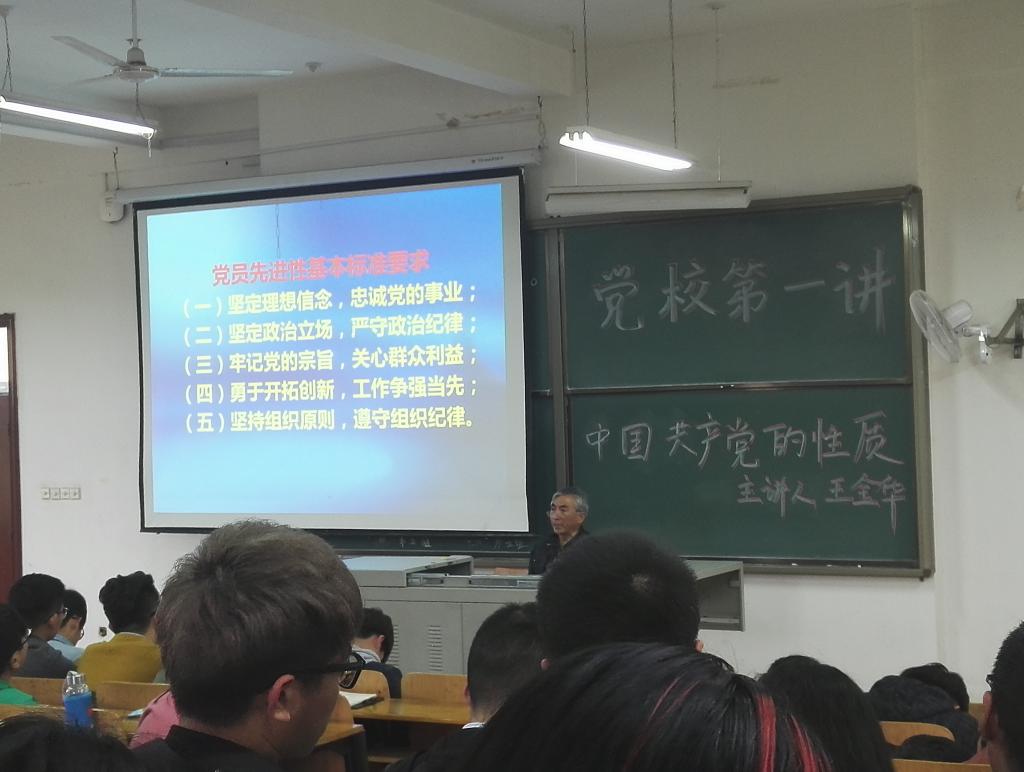 党员先进性基本标准要求
（一）坚定理想信念，忠诚党的事业；
（二）坚定政治立场，严守政治纪律；
（三）牢记党的宗旨，关心群众利益；
（四）勇于开拓创新，工作争强当先；
（五）坚持组织原则，遵守组织纪律。
党校第一讲
中国共产党的性质
主讲人 王全华